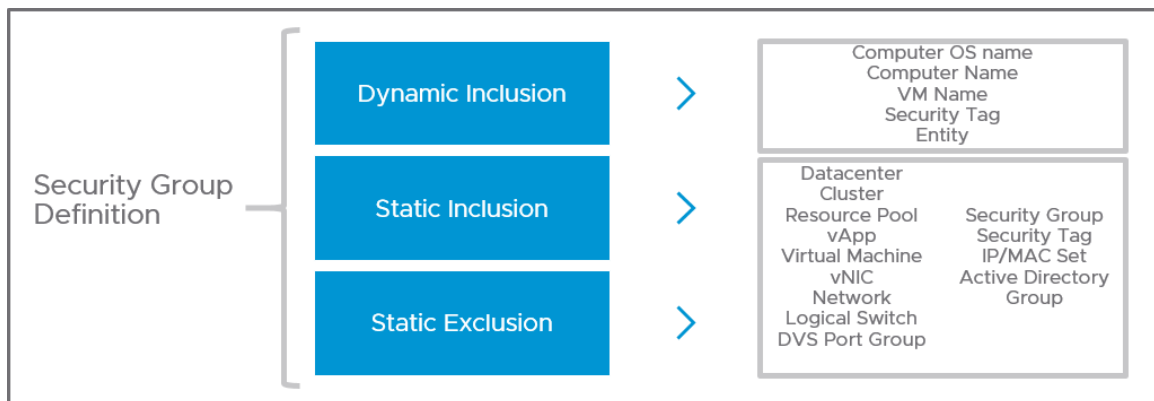 Security Group
Definition
Dynamic Inclusion
Computer OS name
Computer Name
VM Name
Security Tag
Entity
Static Inclusion
Static Exclusion
Datacenter
Cluster
Resource Pool
vApp
Virtual Machine
vNIC
Network
Logical Switch
DVS Port Group
Security Group
Security Tag
IP/MAC Set
Active Directory
Group